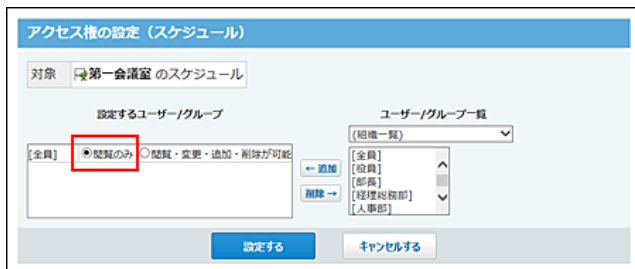 アクセス権の設定（スケジュール）
対象 第一会議室 のスケジュール
設定するユーザー/グループ
ユーザー/グループ一覧
(組織一覧)
[全員] 閲覧のみ 閲覧・変更・追加・削除が可能
← 追加
削除 →
[全員]
[役員]
[部長]
[経理総務部]
[人事部]
設定する
キャンセルする